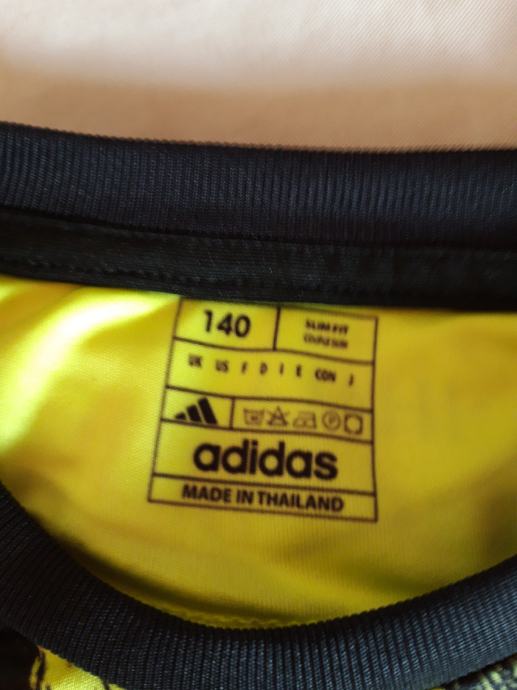 140
SLIM FIT
UK US F D I E CON J
adidas
MADE IN THAILAND